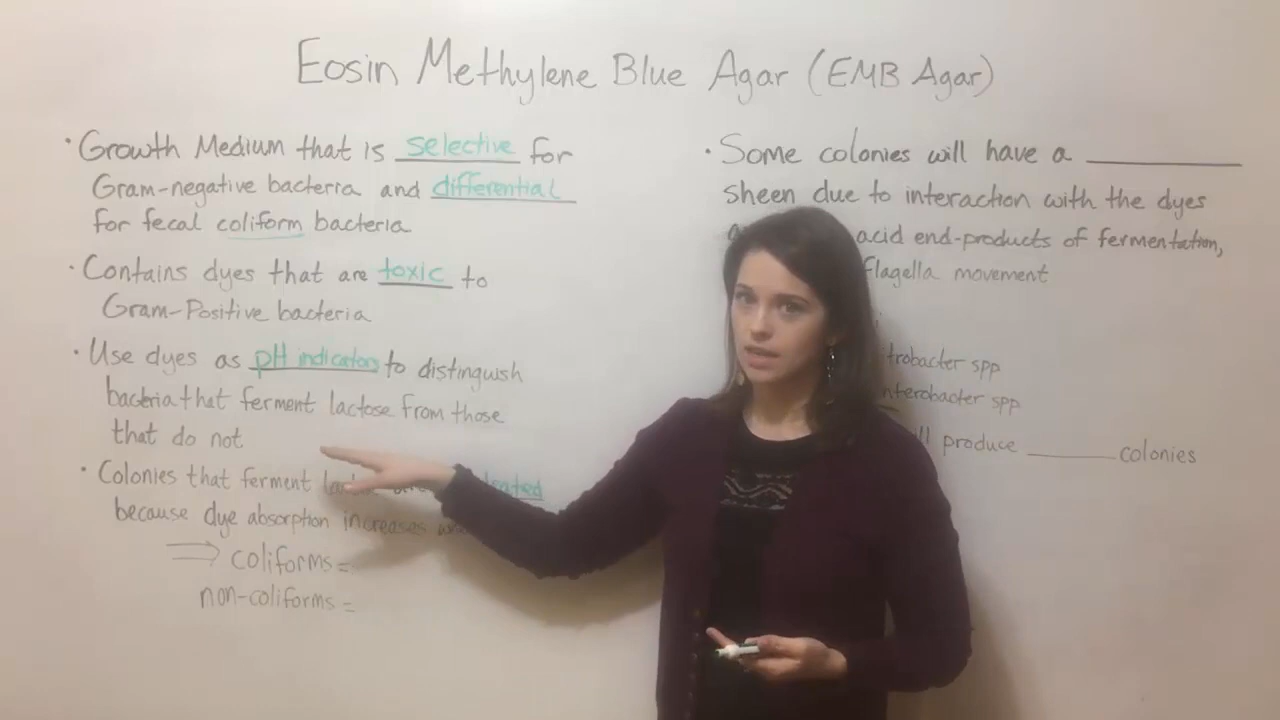 Eosin Methylene Blue Agar (EMB Agar)
· Growth Medium that is selective for
Gram-negative bacteria and differential
for fecal coliform bacteria
· Contains dyes that are toxic to
Gram-Positive bacteria
· Use dyes as pH indicators to distinguish
bacteria that ferment lactose from those
that do not
· Colonies that ferment
because dye absorption increases
⇒ coliforms =
non-coliforms =
· Some colonies will have a ________
sheen due to interaction with the dyes
acid end-products of fermentation,
flagella movement
trobacter spp
nterobacter spp
ll produce ______ colonies